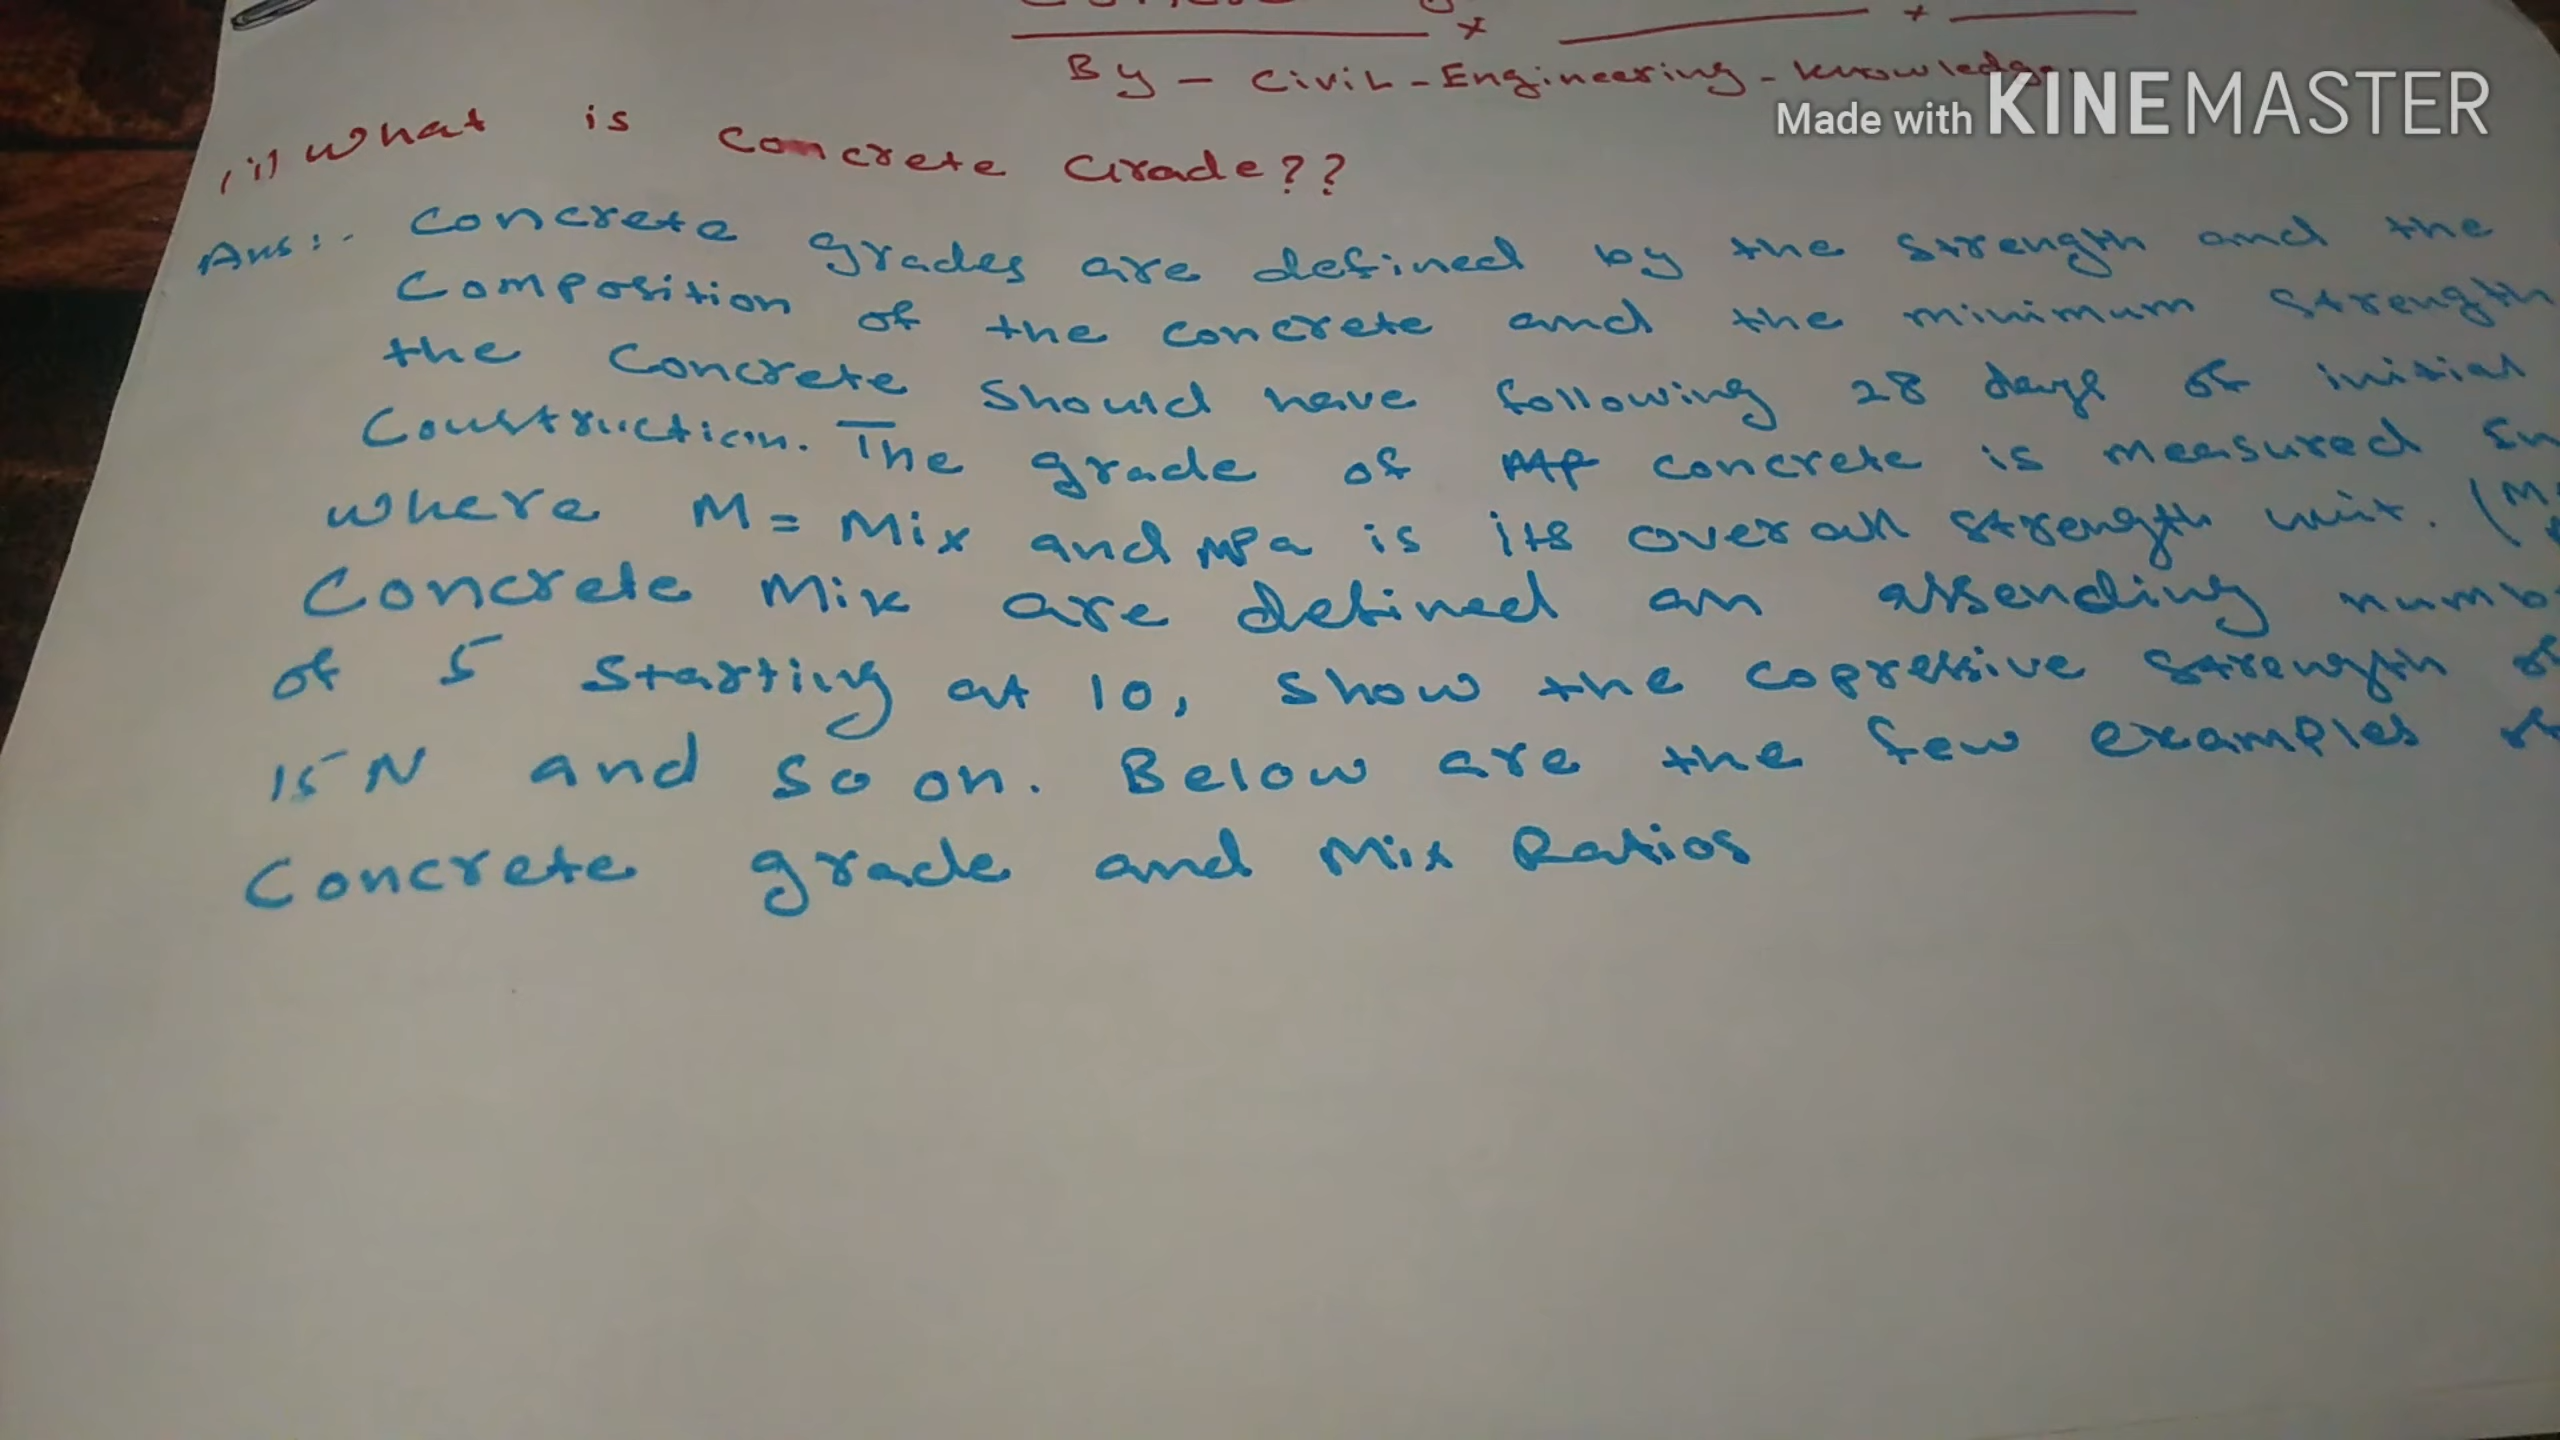 By - Civil-Engineering-knowledge
Made with KINEMASTER
(i) What is Concrete Grade??
Ans:- Concrete grades are defined by the strength and the
Composition of the concrete and the minimum strength
the Concrete should have following 28 days of initial
Construction. The grade of concrete is measured in
where M = Mix and MPa is its overall strength unit.
Concrete Mix are defined an assending
of 5 starting at 10, show the copressive strength of
15 N and so on. Below are the few examples of
Concrete grade and Mix Ratios